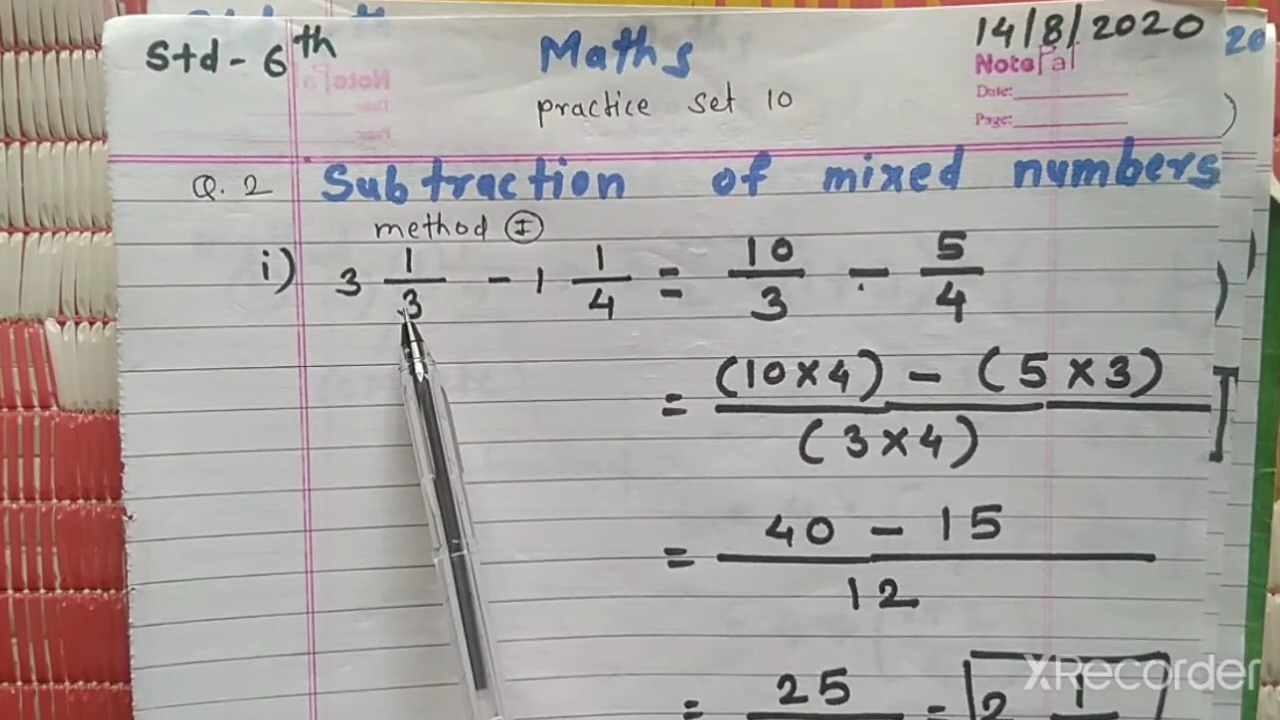 Std - 6th Maths 14/8/2020
NotePal
practice set 10
Date:
Page:
Q. 2 Subtraction of mixed numbers
method I
i) 3 1/3 - 1 1/4 = 10/3 - 5/4
= (10×4) - (5×3) / (3×4)
= 40 - 15 / 12
= 25 = 2 1
XRecorder